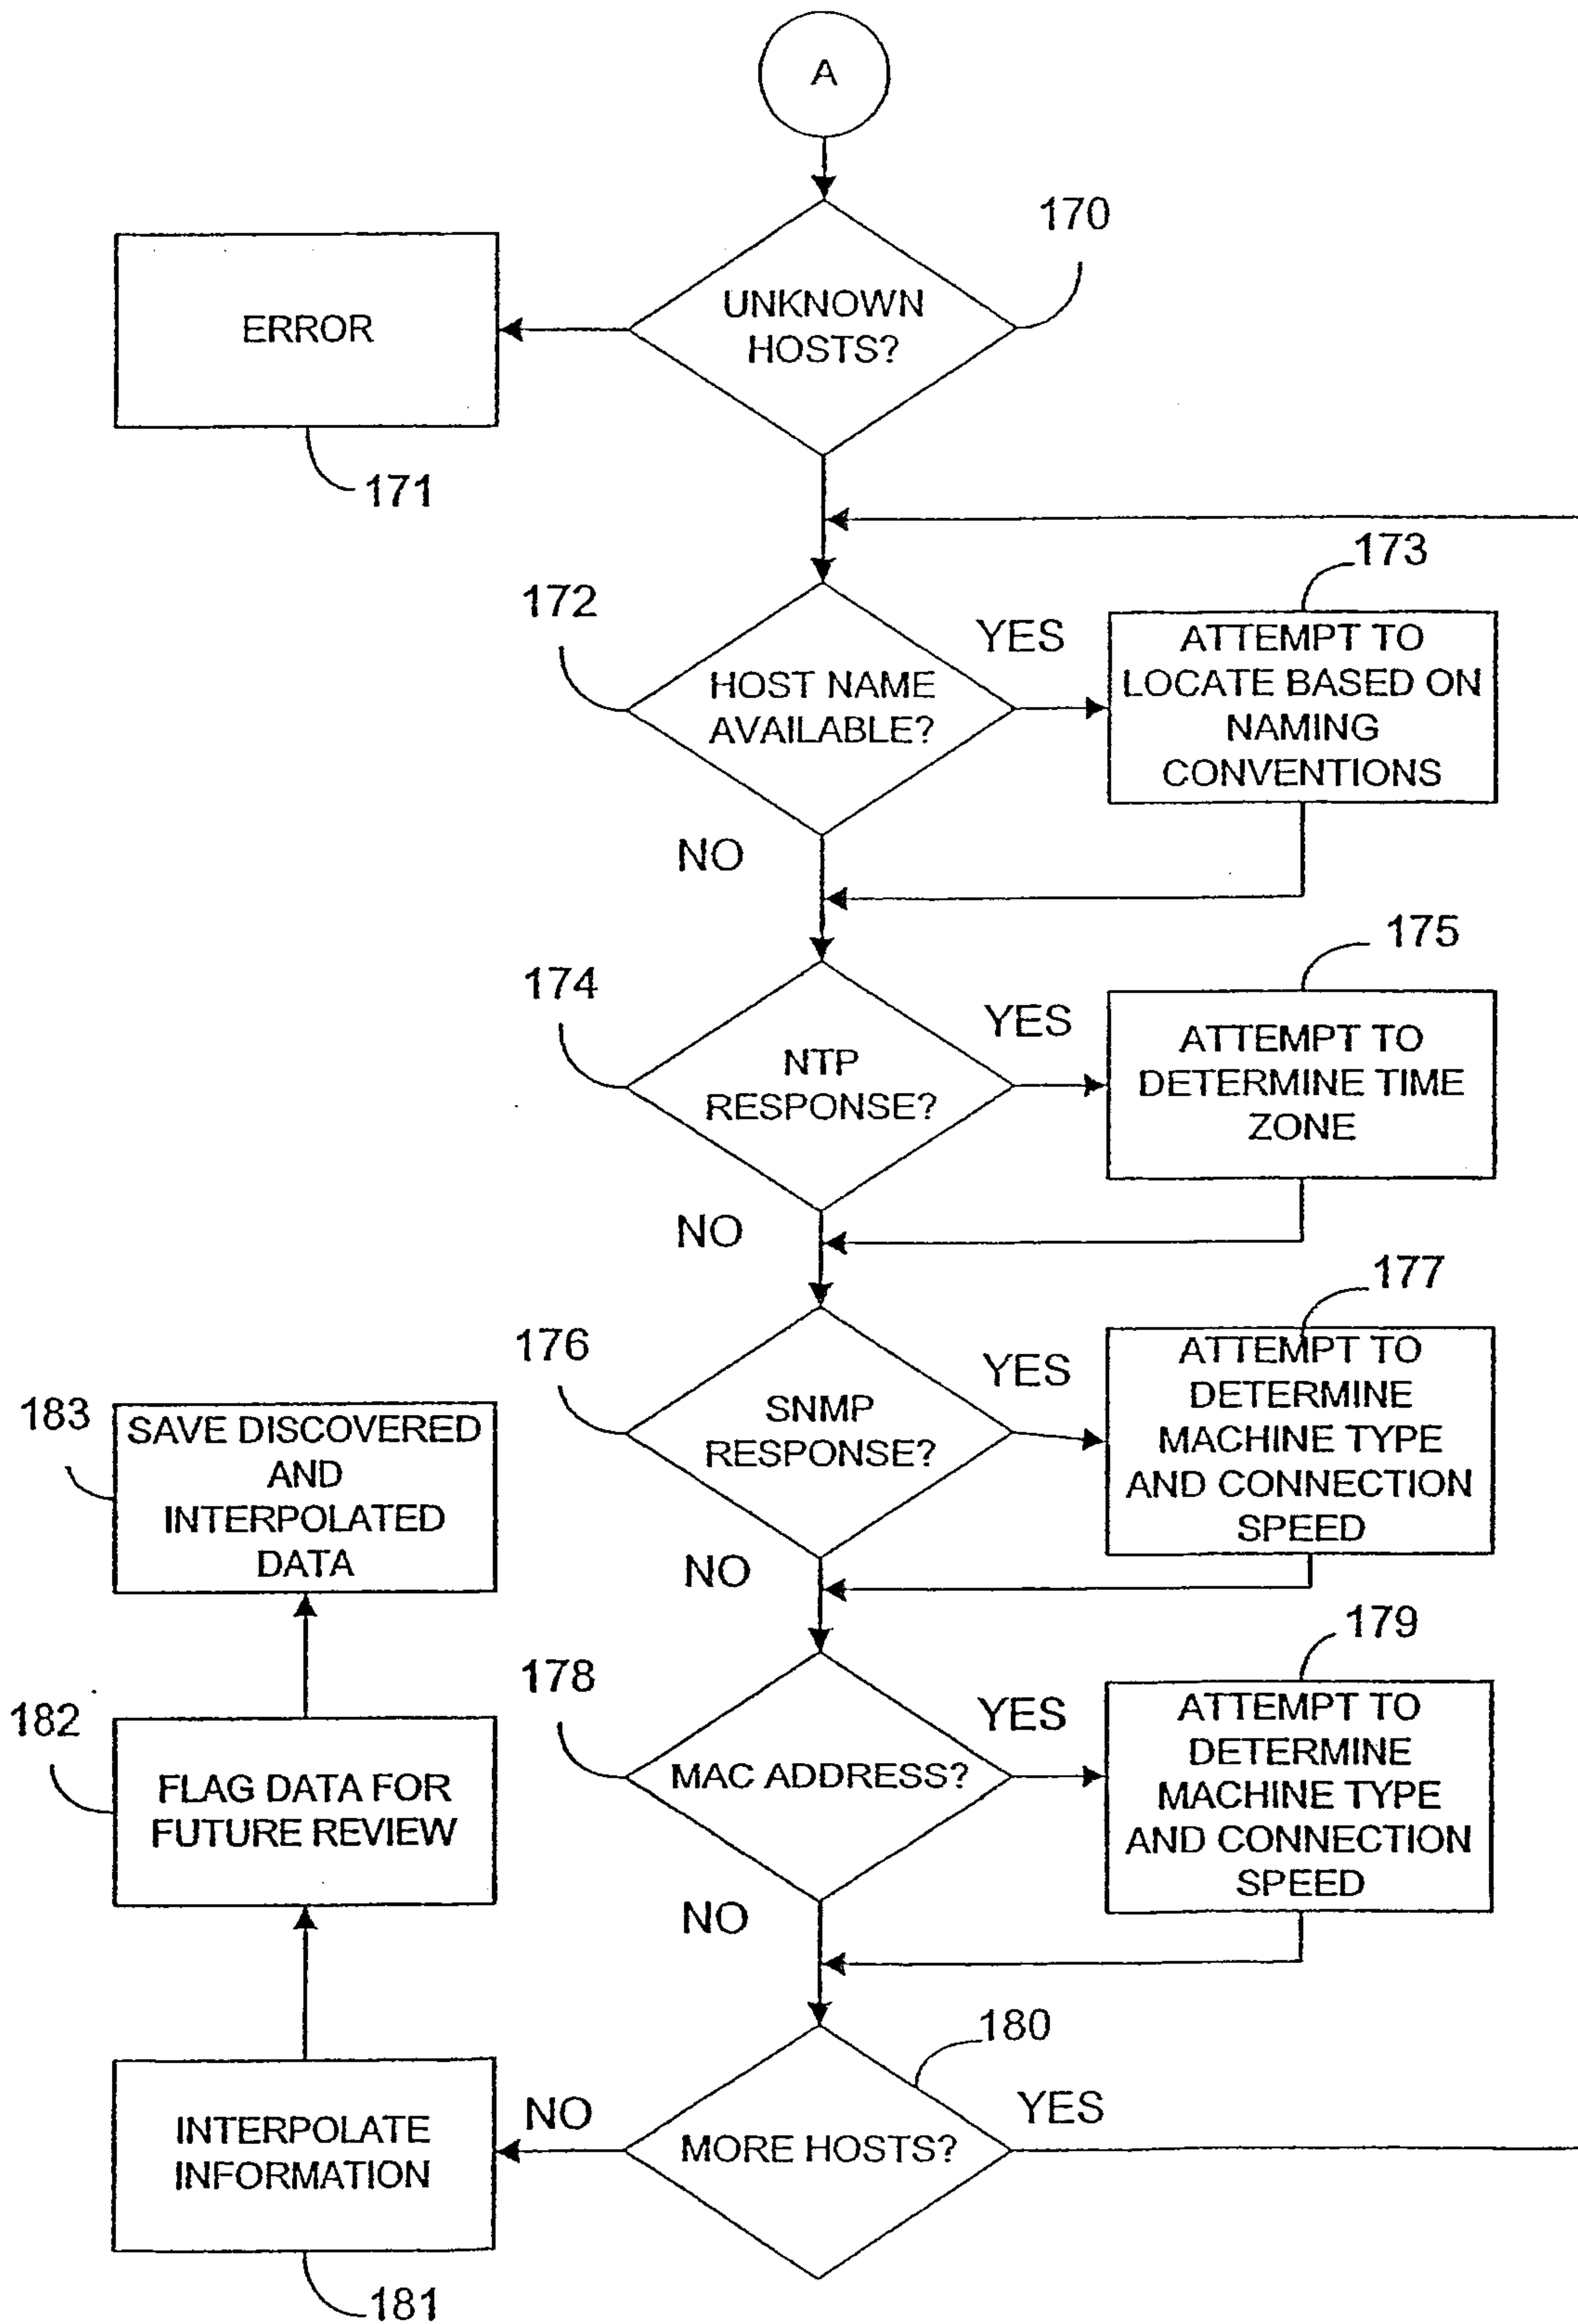 A
170
UNKNOWN
HOSTS?
ERROR
171
172
HOST NAME
AVAILABLE?
YES
NO
173
ATTEMPT TO
LOCATE BASED ON
NAMING
CONVENTIONS
174
NTP
RESPONSE?
YES
NO
175
ATTEMPT TO
DETERMINE TIME
ZONE
176
SNMP
RESPONSE?
YES
NO
177
ATTEMPT TO
DETERMINE
MACHINE TYPE
AND CONNECTION
SPEED
178
MAC ADDRESS?
YES
NO
179
ATTEMPT TO
DETERMINE
MACHINE TYPE
AND CONNECTION
SPEED
180
MORE HOSTS?
YES
NO
INTERPOLATE
INFORMATION
181
182
FLAG DATA FOR
FUTURE REVIEW
183
SAVE DISCOVERED
AND
INTERPOLATED
DATA